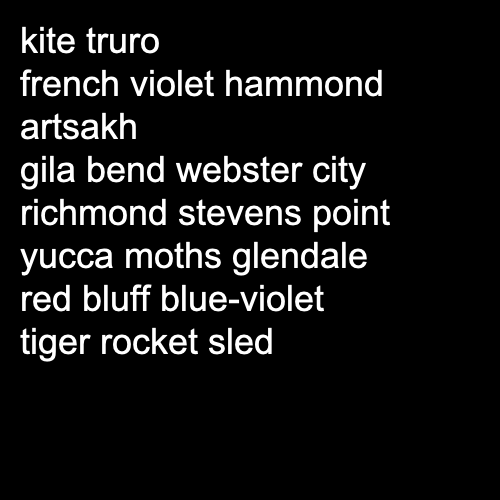 kite truro
french violet hammond
artsakh
gila bend webster city
richmond stevens point
yucca moths glendale
red bluff blue-violet
tiger rocket sled